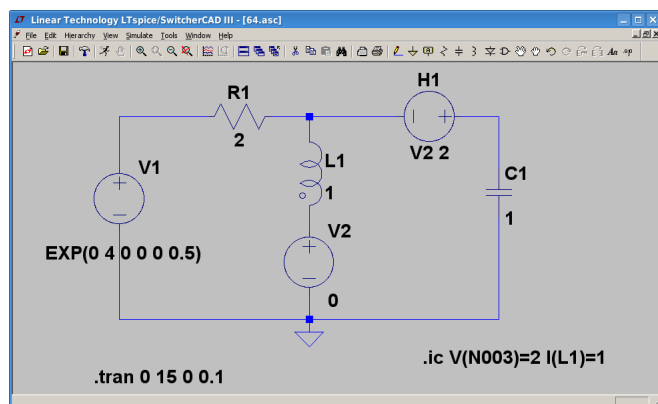 Linear Technology LTspice/SwitcherCAD III - [64.asc]
File Edit Hierarchy View Simulate Tools Window Help
H1
R1
2
V2 2
L1
C1
V1
1
1
V2
EXP(0 4 0 0 0 0.5)
0
.ic V(N003)=2 I(L1)=1
.tran 0 15 0 0.1